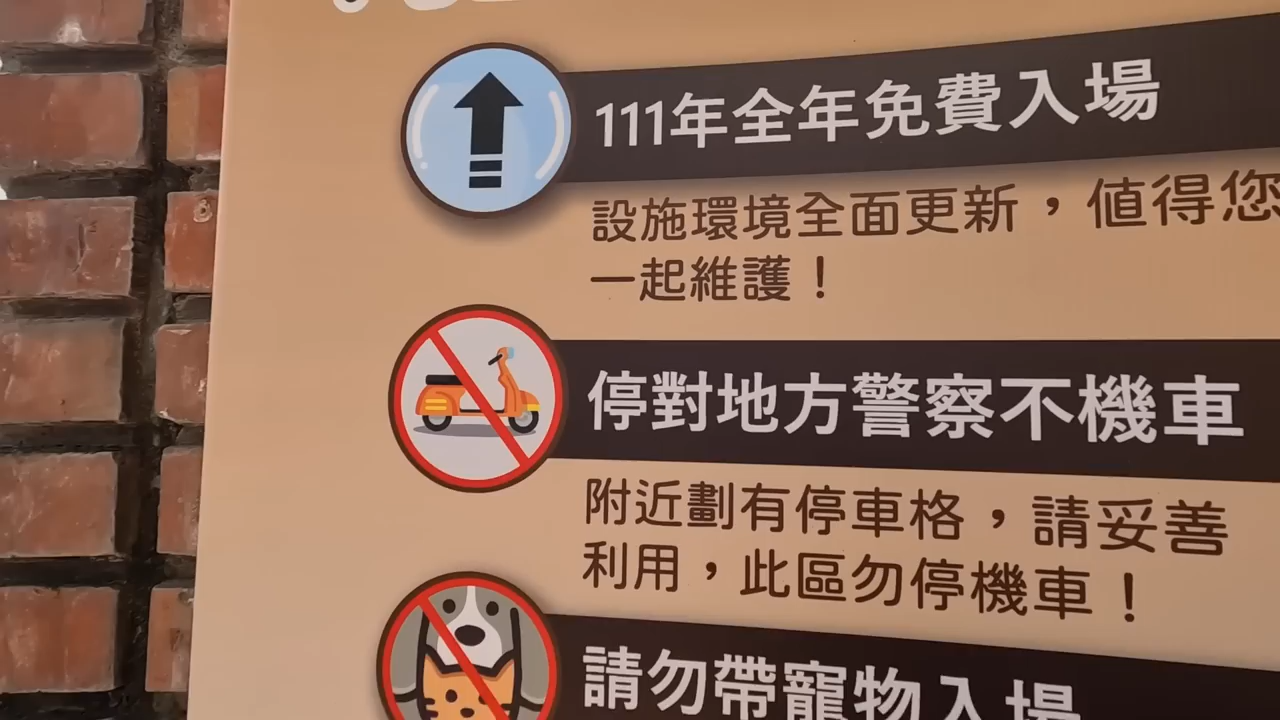 111年全年免費入場
設施環境全面更新，值得您
一起維護！
停對地方警察不機車
附近劃有停車格，請妥善
利用，此區勿停機車！
請勿帶寵物入場